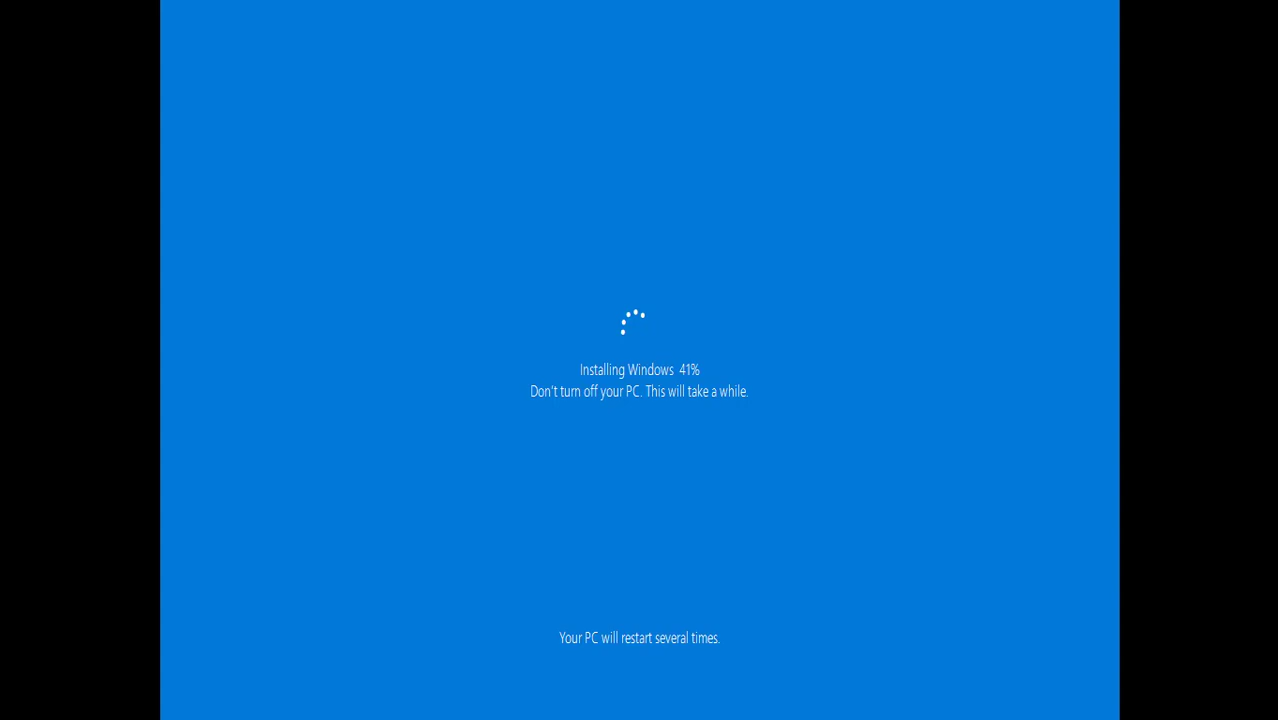 Installing Windows 41%
Don't turn off your PC. This will take a while.
Your PC will restart several times.